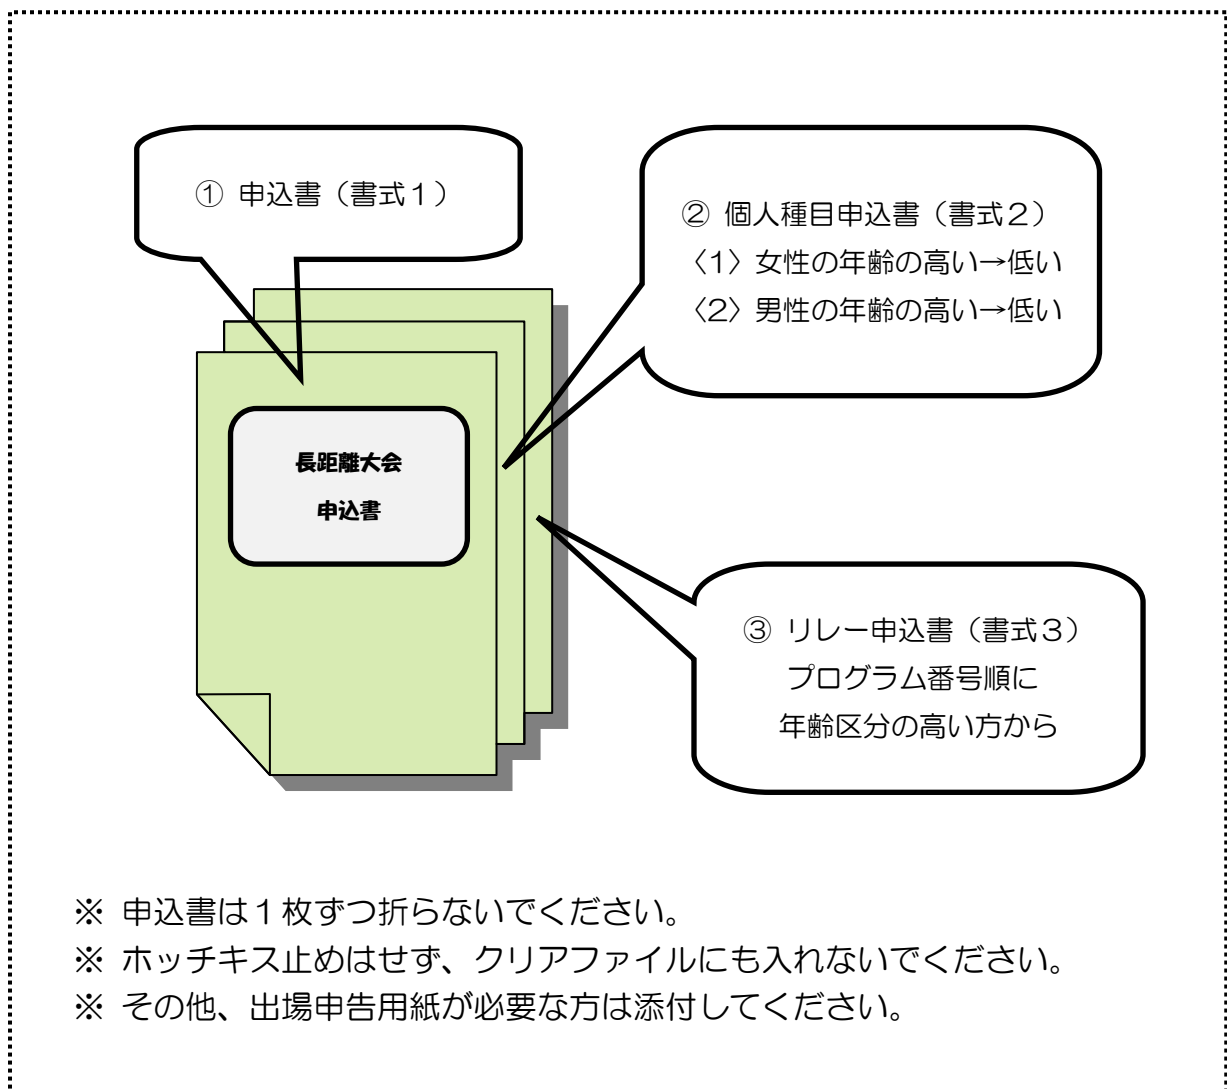 ① 申込書（書式１）
② 個人種目申込書（書式２）
〈1〉女性の年齢の高い→低い
〈2〉男性の年齢の高い→低い
長距離大会
申込書
③ リレー申込書（書式３）
プログラム番号順に
年齢区分の高い方から
※ 申込書は１枚ずつ折らないでください。
※ ホッチキス止めはせず、クリアファイルにも入れないでください。
※ その他、出場申告用紙が必要な方は添付してください。